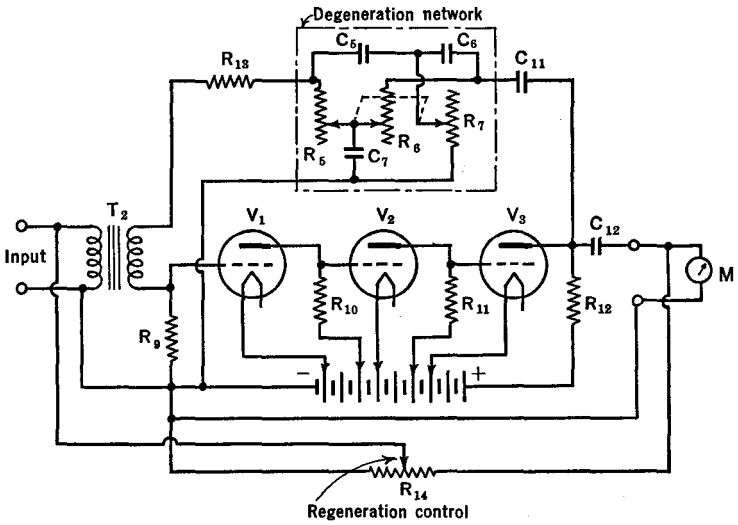 Degeneration network
C5
C6
C11
R13
R5
C7
R6
R7
T2
Input
V1
V2
V3
C12
M
R9
R10
R11
R12
−
+
R14
Regeneration control